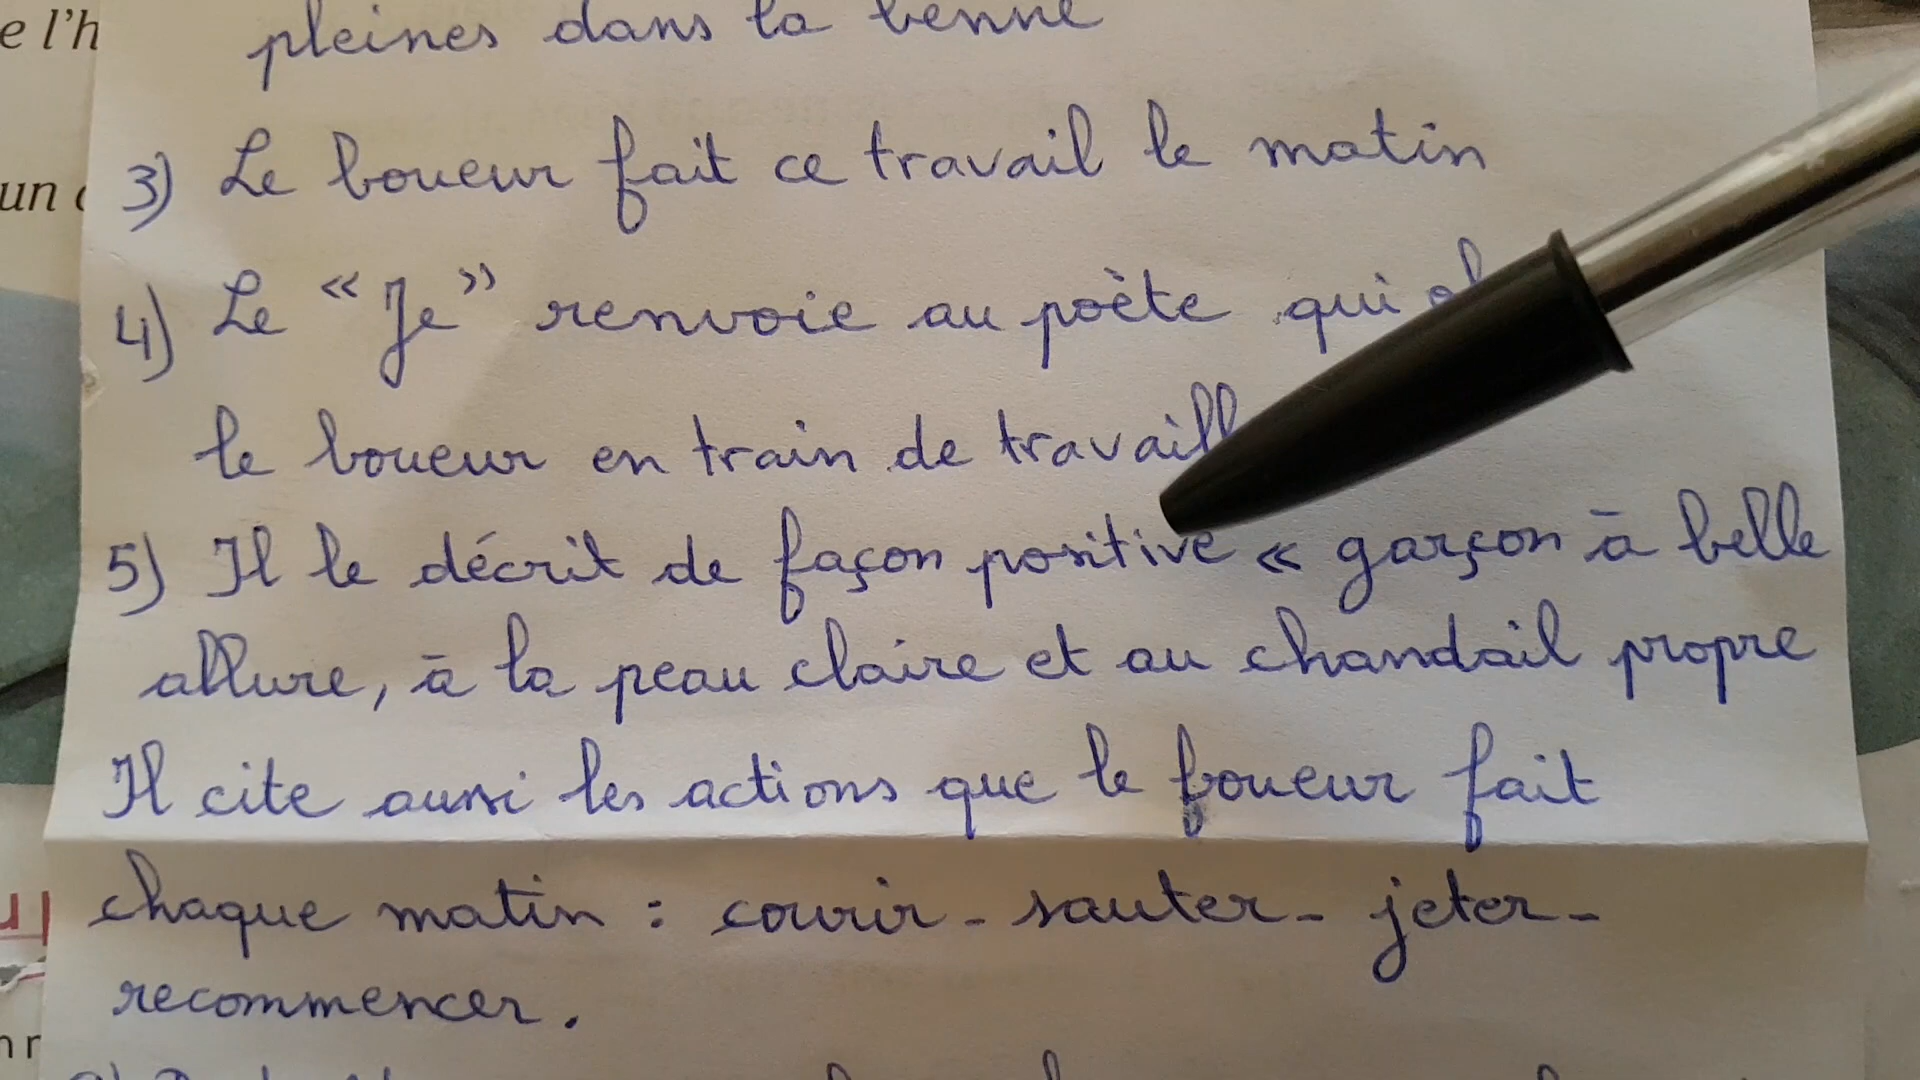 e l'h
pleines dans la benne
3) Le boueur fait ce travail le matin
un
4) Le “Je” renvoie au poète qui
le boueur en train de
5) Il le décrit de façon positive « garçon à belle
allure, à la peau claire et au chandail propre
Il cite aussi les actions que le boueur fait
chaque matin : courir - sauter - jeter -
recommencer.